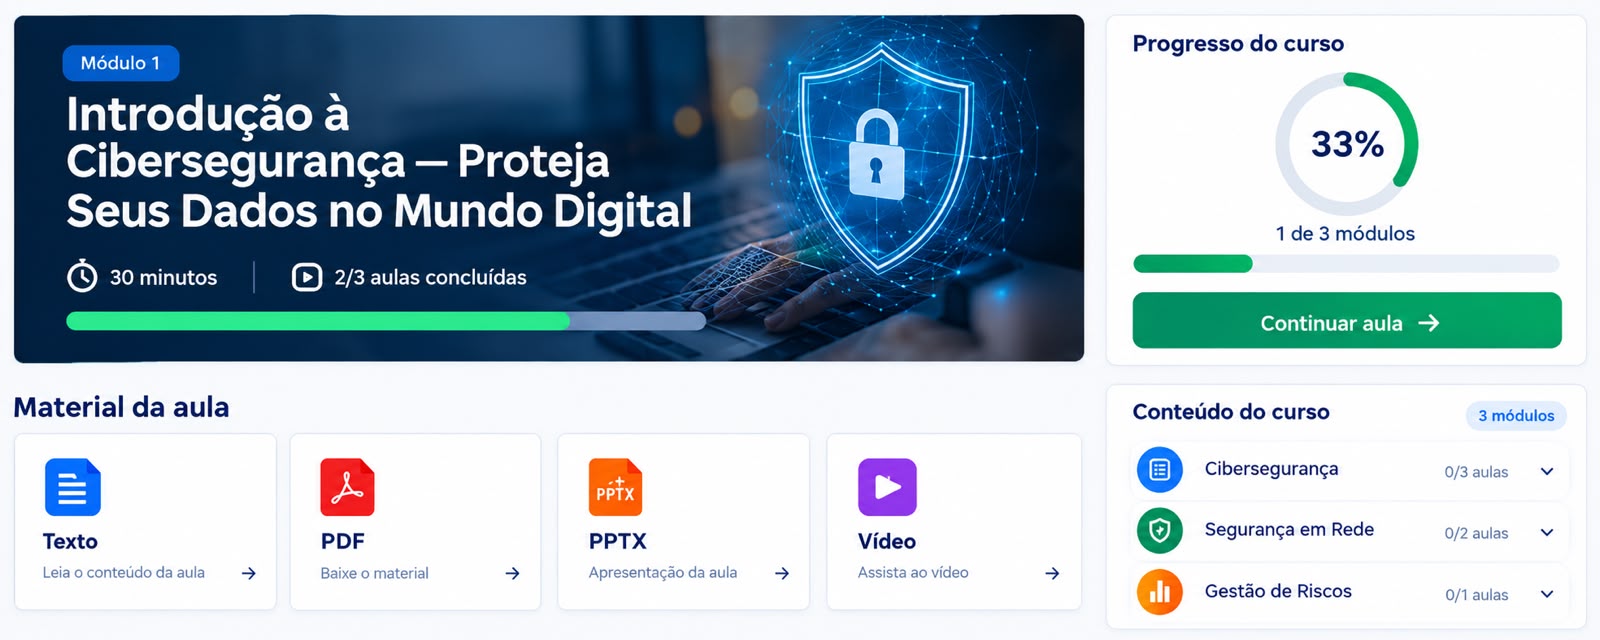 Módulo 1
Introdução à
Cibersegurança — Proteja
Seus Dados no Mundo Digital
30 minutos
2/3 aulas concluídas
Progresso do curso
33%
1 de 3 módulos
Continuar aula
Material da aula
Texto
Leia o conteúdo da aula
PDF
Baixe o material
PPTX
PPTX
Apresentação da aula
Vídeo
Assista ao vídeo
Conteúdo do curso
3 módulos
Cibersegurança
0/3 aulas
Segurança em Rede
0/2 aulas
Gestão de Riscos
0/1 aulas